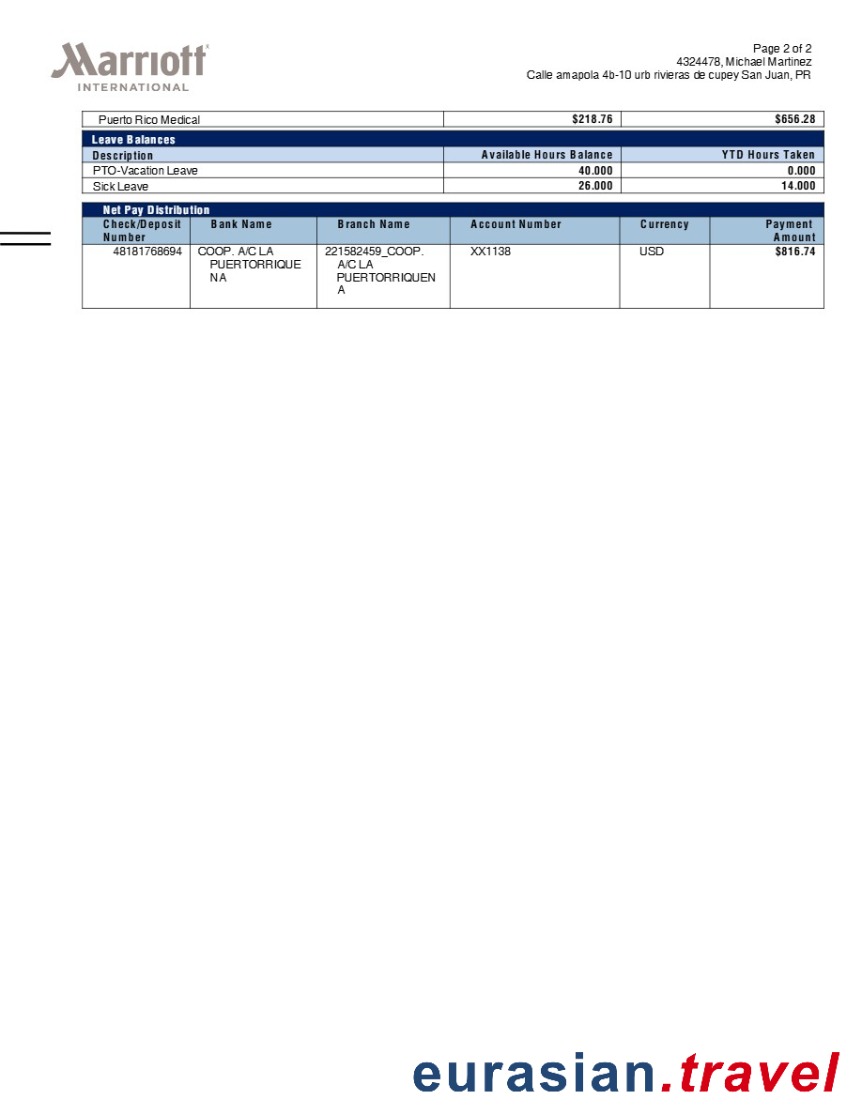 Marriott
INTERNATIONAL
Page 2 of 2
4324478, Michael Martinez
Calle amapola 4b-10 urb rivieras de cupey San Juan, PR
Puerto Rico Medical $218.76 $656.28
Leave Balances
Description Available Hours Balance YTD Hours Taken
PTO-Vacation Leave 40.000 0.000
Sick Leave 26.000 14.000
Net Pay Distribution
Check/Deposit Bank Name Branch Name Account Number Currency Payment
Number Amount
48181768694 COOP. A/C LA 221582459_COOP. XX1138 USD $816.74
PUERTORRIQUE A/C LA
NA PUERTORRIQUEN
A
eurasian.travel